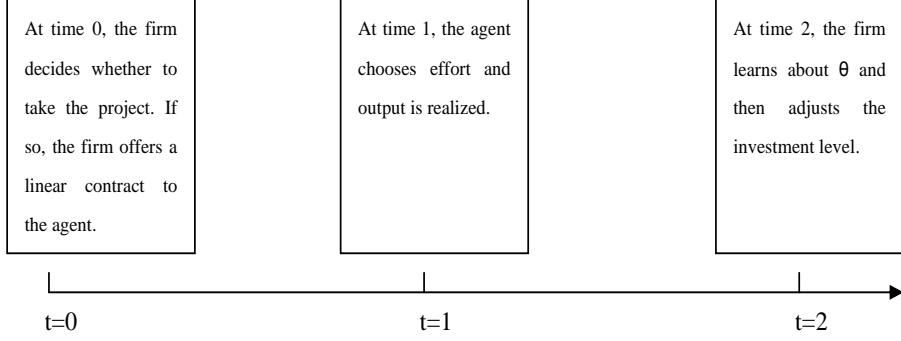 At time 0, the firm
decides whether to
take the project. If
so, the firm offers a
linear contract to
the agent.
At time 1, the agent
chooses effort and
output is realized.
At time 2, the firm
learns about θ and
then adjusts the
investment level.
t=0
t=1
t=2